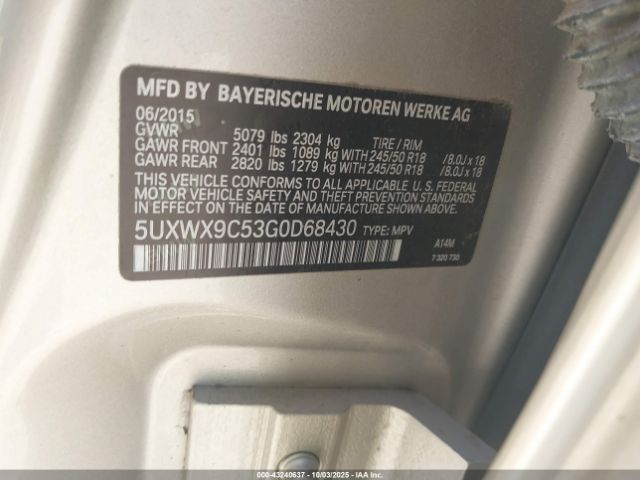 MFD BY BAYERISCHE MOTOREN WERKE AG
06/2015
GVWR 5079 lbs 2304 kg TIRE / RIM
GAWR FRONT 2401 lbs 1089 kg WITH 245/50 R18 /8.0J x 18
GAWR REAR 2820 lbs 1279 kg WITH 245/50 R18 /8.0J x 18
THIS VEHICLE CONFORMS TO ALL APPLICABLE U. S. FEDERAL
MOTOR VEHICLE SAFETY AND THEFT PREVENTION STANDARDS
IN EFFECT ON THE DATE OF MANUFACTURE SHOWN ABOVE.
5UXWX9C53G0D68430 TYPE: MPV
A14M
7 320 730
000-43240637 - 10/03/2025 - IAAI.COM